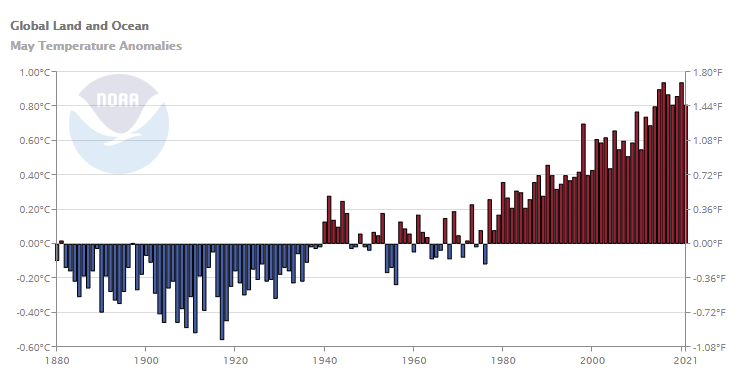 Global Land and Ocean
May Temperature Anomalies
1.00°C 1.80°F
NOAA
0.80°C 1.44°F
0.60°C 1.08°F
0.40°C 0.72°F
0.20°C 0.36°F
0.00°C 0.00°F
-0.20°C -0.36°F
-0.40°C -0.72°F
-0.60°C -1.08°F
1880 1900 1920 1940 1960 1980 2000 2021